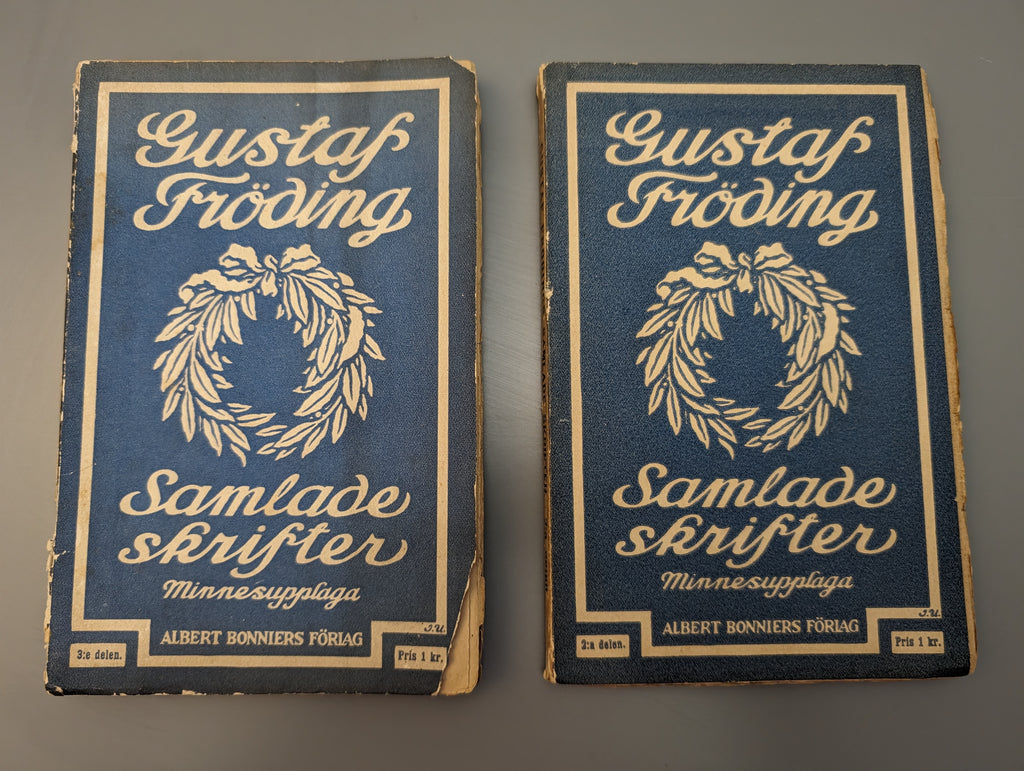 Gustaf
Fröding
Samlade
skrifter
Minnesupplaga
J.U.
ALBERT BONNIERS FÖRLAG
3:e delen.
Pris 1 kr.
Gustaf
Fröding
Samlade
skrifter
Minnesupplaga
J.U.
ALBERT BONNIERS FÖRLAG
2:a delen.
Pris 1 kr.